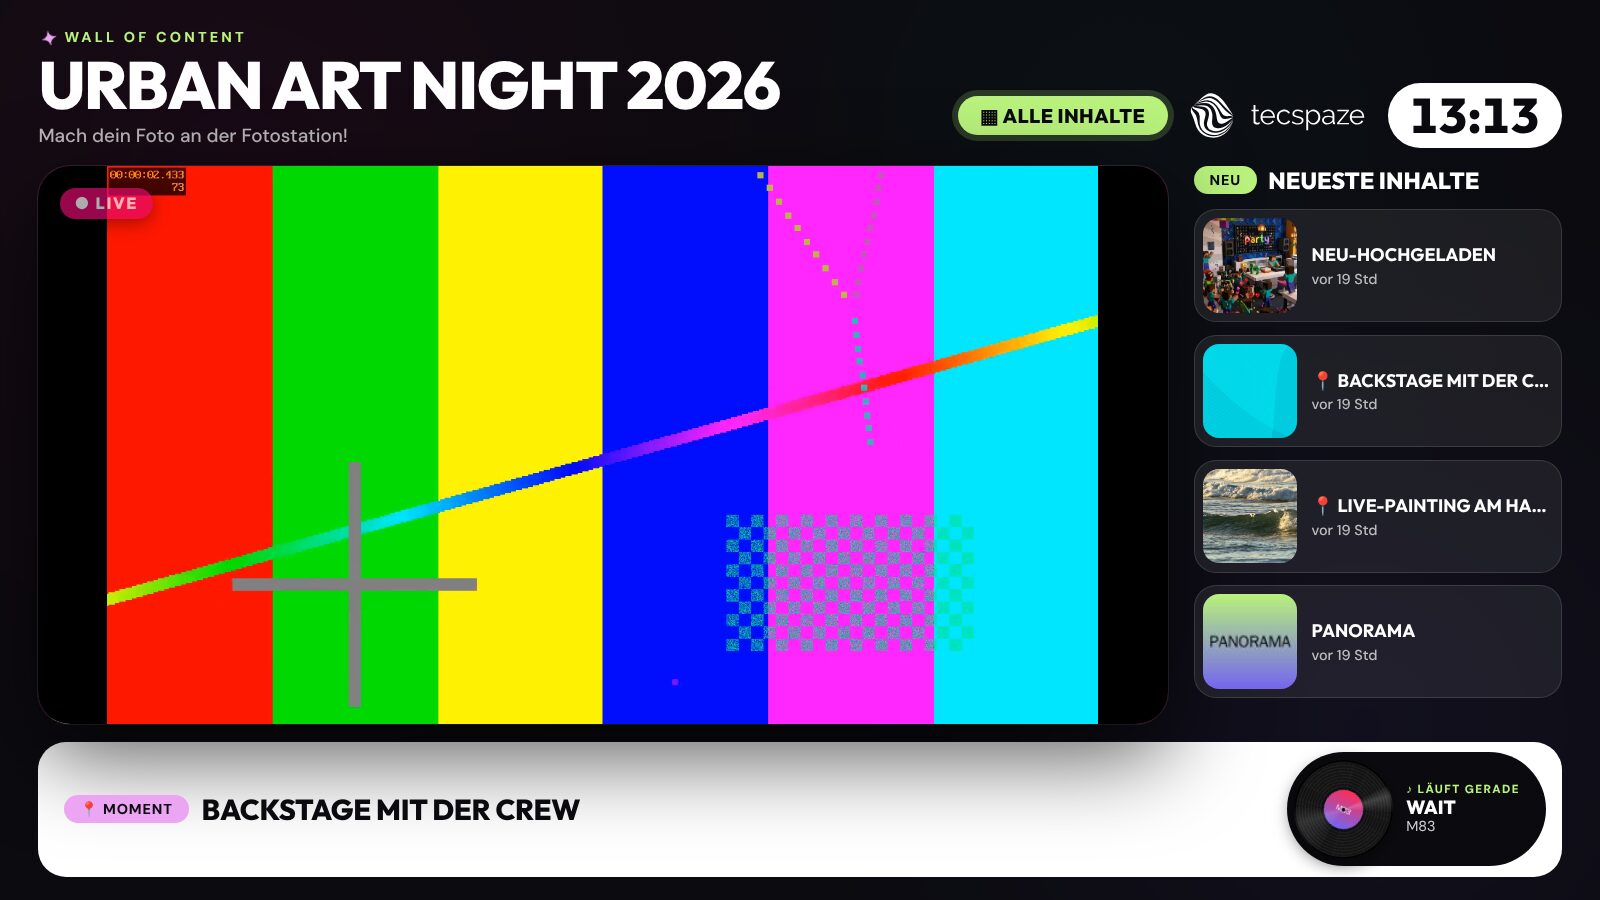 WALL OF CONTENT
URBAN ART NIGHT 2026
Mach dein Foto an der Fotostation!
ALLE INHALTE
tecspaze
13:13
00:00:02.433
73
LIVE
NEU NEUESTE INHALTE
party
NEU-HOCHGELADEN
vor 19 Std
📍 BACKSTAGE MIT DER C...
vor 19 Std
📍 LIVE-PAINTING AM HA...
vor 19 Std
PANORAMA
PANORAMA
vor 19 Std
📍 MOMENT
BACKSTAGE MIT DER CREW
♪ LÄUFT GERADE
WAIT
M83